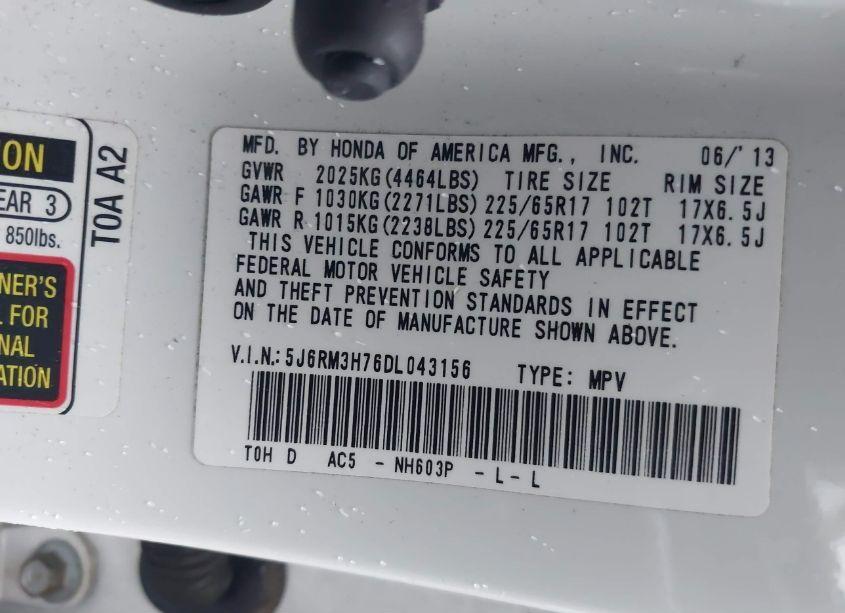 ON
EAR 3
850lbs.
NER'S
L FOR
NAL
ATION
TOA A2
MFD. BY HONDA OF AMERICA MFG., INC. 06/'13
GVWR 2025KG(4464LBS) TIRE SIZE RIM SIZE
GAWR F 1030KG(2271LBS) 225/65R17 102T 17X6.5J
GAWR R 1015KG(2238LBS) 225/65R17 102T 17X6.5J
THIS VEHICLE CONFORMS TO ALL APPLICABLE
FEDERAL MOTOR VEHICLE SAFETY
AND THEFT PREVENTION STANDARDS IN EFFECT
ON THE DATE OF MANUFACTURE SHOWN ABOVE.
V.I.N.: 5J6RM3H76DL043156 TYPE: MPV
TOH D AC5 - NH603P - L - L